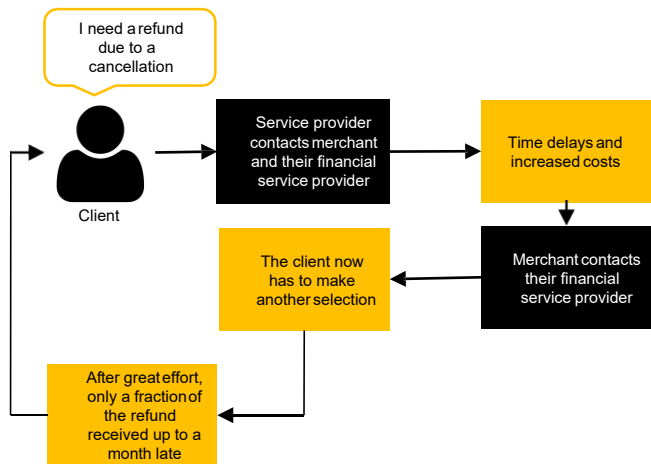 I need a refund
due to a
cancellation
Client
Service provider
contacts merchant
and their financial
service provider
Time delays and
increased costs
Merchant contacts
their financial
service provider
The client now
has to make
another selection
After great effort,
only a fraction of
the refund
received up to a
month late